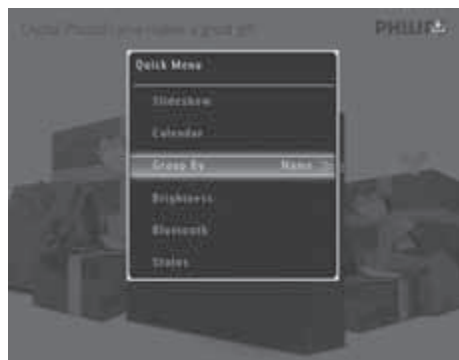 PHILIPS
Quick Menu
Slideshow
Calendar
Group By Name
Brightness
Bluetooth
Status